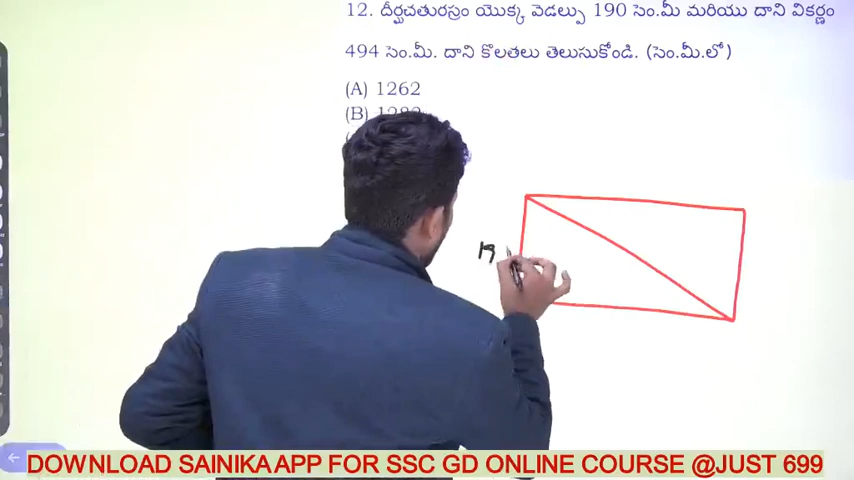 12. దీర్ఘచతురస్రం యొక్క వెడల్పు 190 సెం.మీ మరియు దాని వికర్ణం
494 సెం.మీ. దాని కొలతలు తెలుసుకోండి. (సెం.మీ.లో)
(A) 1262
(B)
19
DOWNLOAD SAINIKA APP FOR SSC GD ONLINE COURSE @JUST 699